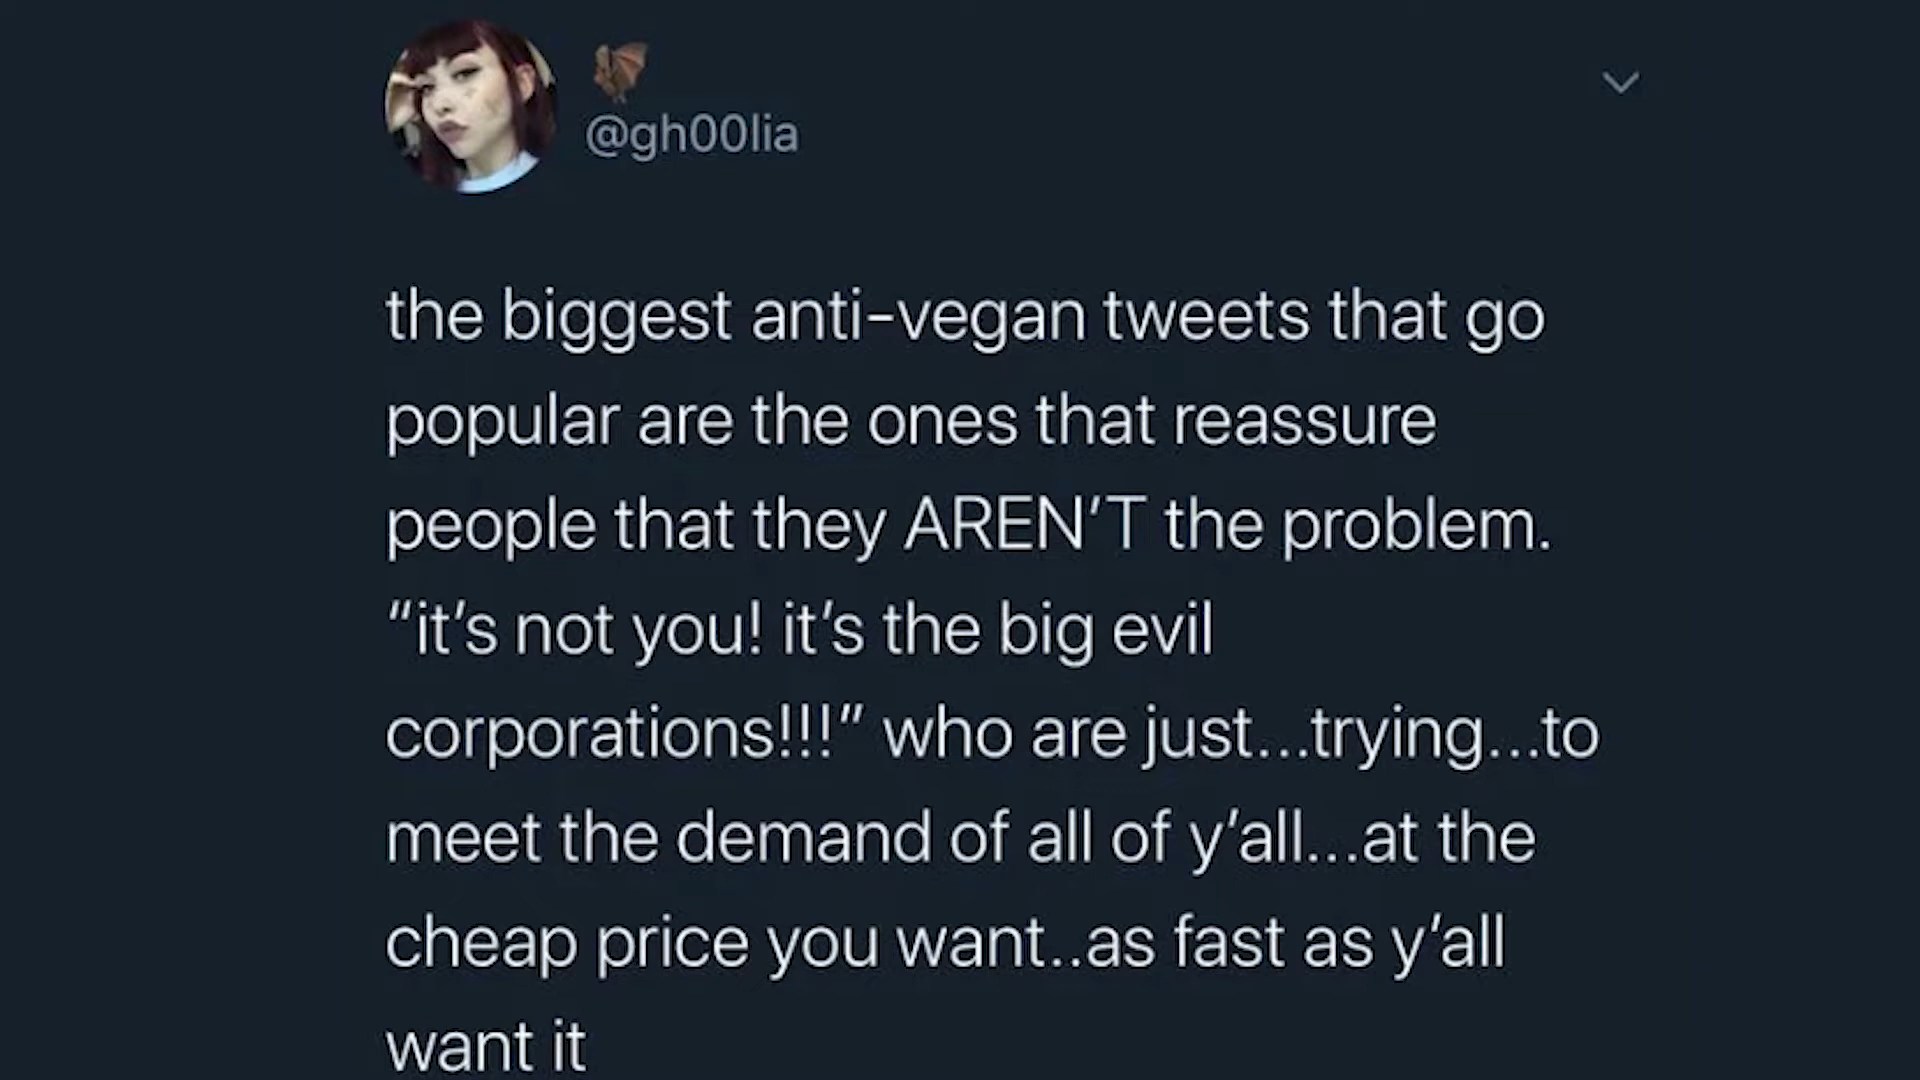 @gh00lia
the biggest anti-vegan tweets that go
popular are the ones that reassure
people that they AREN’T the problem.
“it’s not you! it’s the big evil
corporations!!!” who are just...trying...to
meet the demand of all of y’all...at the
cheap price you want..as fast as y’all
want it